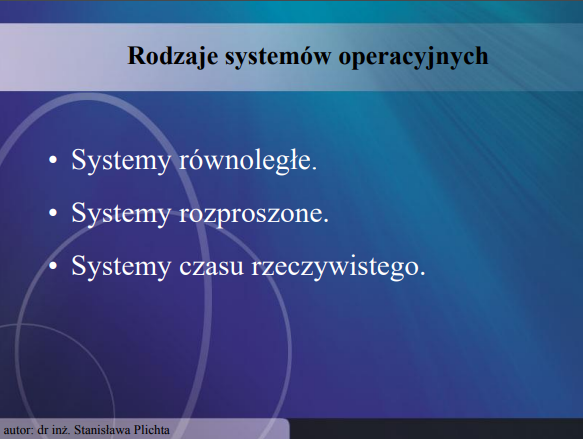 Rodzaje systemów operacyjnych
• Systemy równoległe.
• Systemy rozproszone.
• Systemy czasu rzeczywistego.
autor: dr inż. Stanisława Plichta